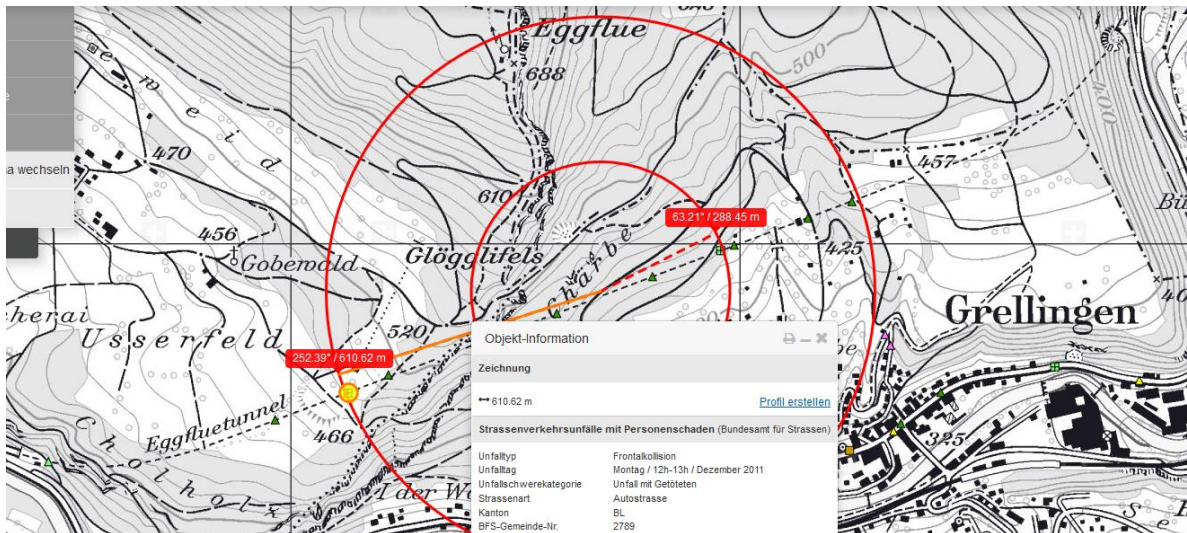 Eggflue
688
500
400
e m e l d
470
457
a wechseln
610
63.21° / 288.45 m
456
Gobewald
Glögglifels
425
cherai
Usserfeld
520
Grellingen
252.39° / 610.62 m
Objekt-Information
Zeichnung
610.62 m
Profil erstellen
Eggfluetunnel
466
Strassenverkehrsunfälle mit Personenschaden (Bundesamt für Strassen)
325
Cholholz
Unfalltyp Frontalkollision
Unfalltag Montag / 12h-13h / Dezember 2011
Unfallschwerekategorie Unfall mit Getöteten
Strassenart Autostrasse
Kanton BL
BFS-Gemeinde-Nr. 2789